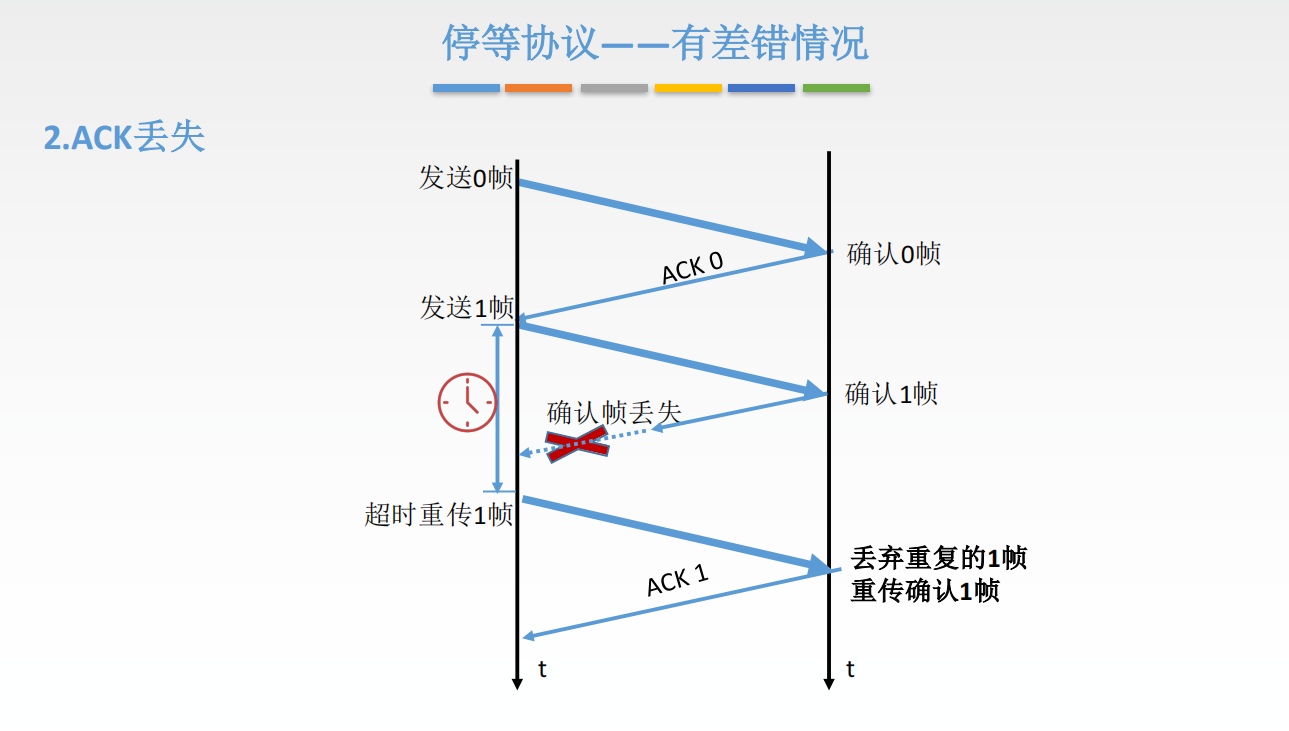 停等协议——有差错情况
2.ACK丢失
发送0帧
确认0帧
ACK 0
发送1帧
确认1帧
确认帧丢失
超时重传1帧
丢弃重复的1帧
重传确认1帧
ACK 1
t
t